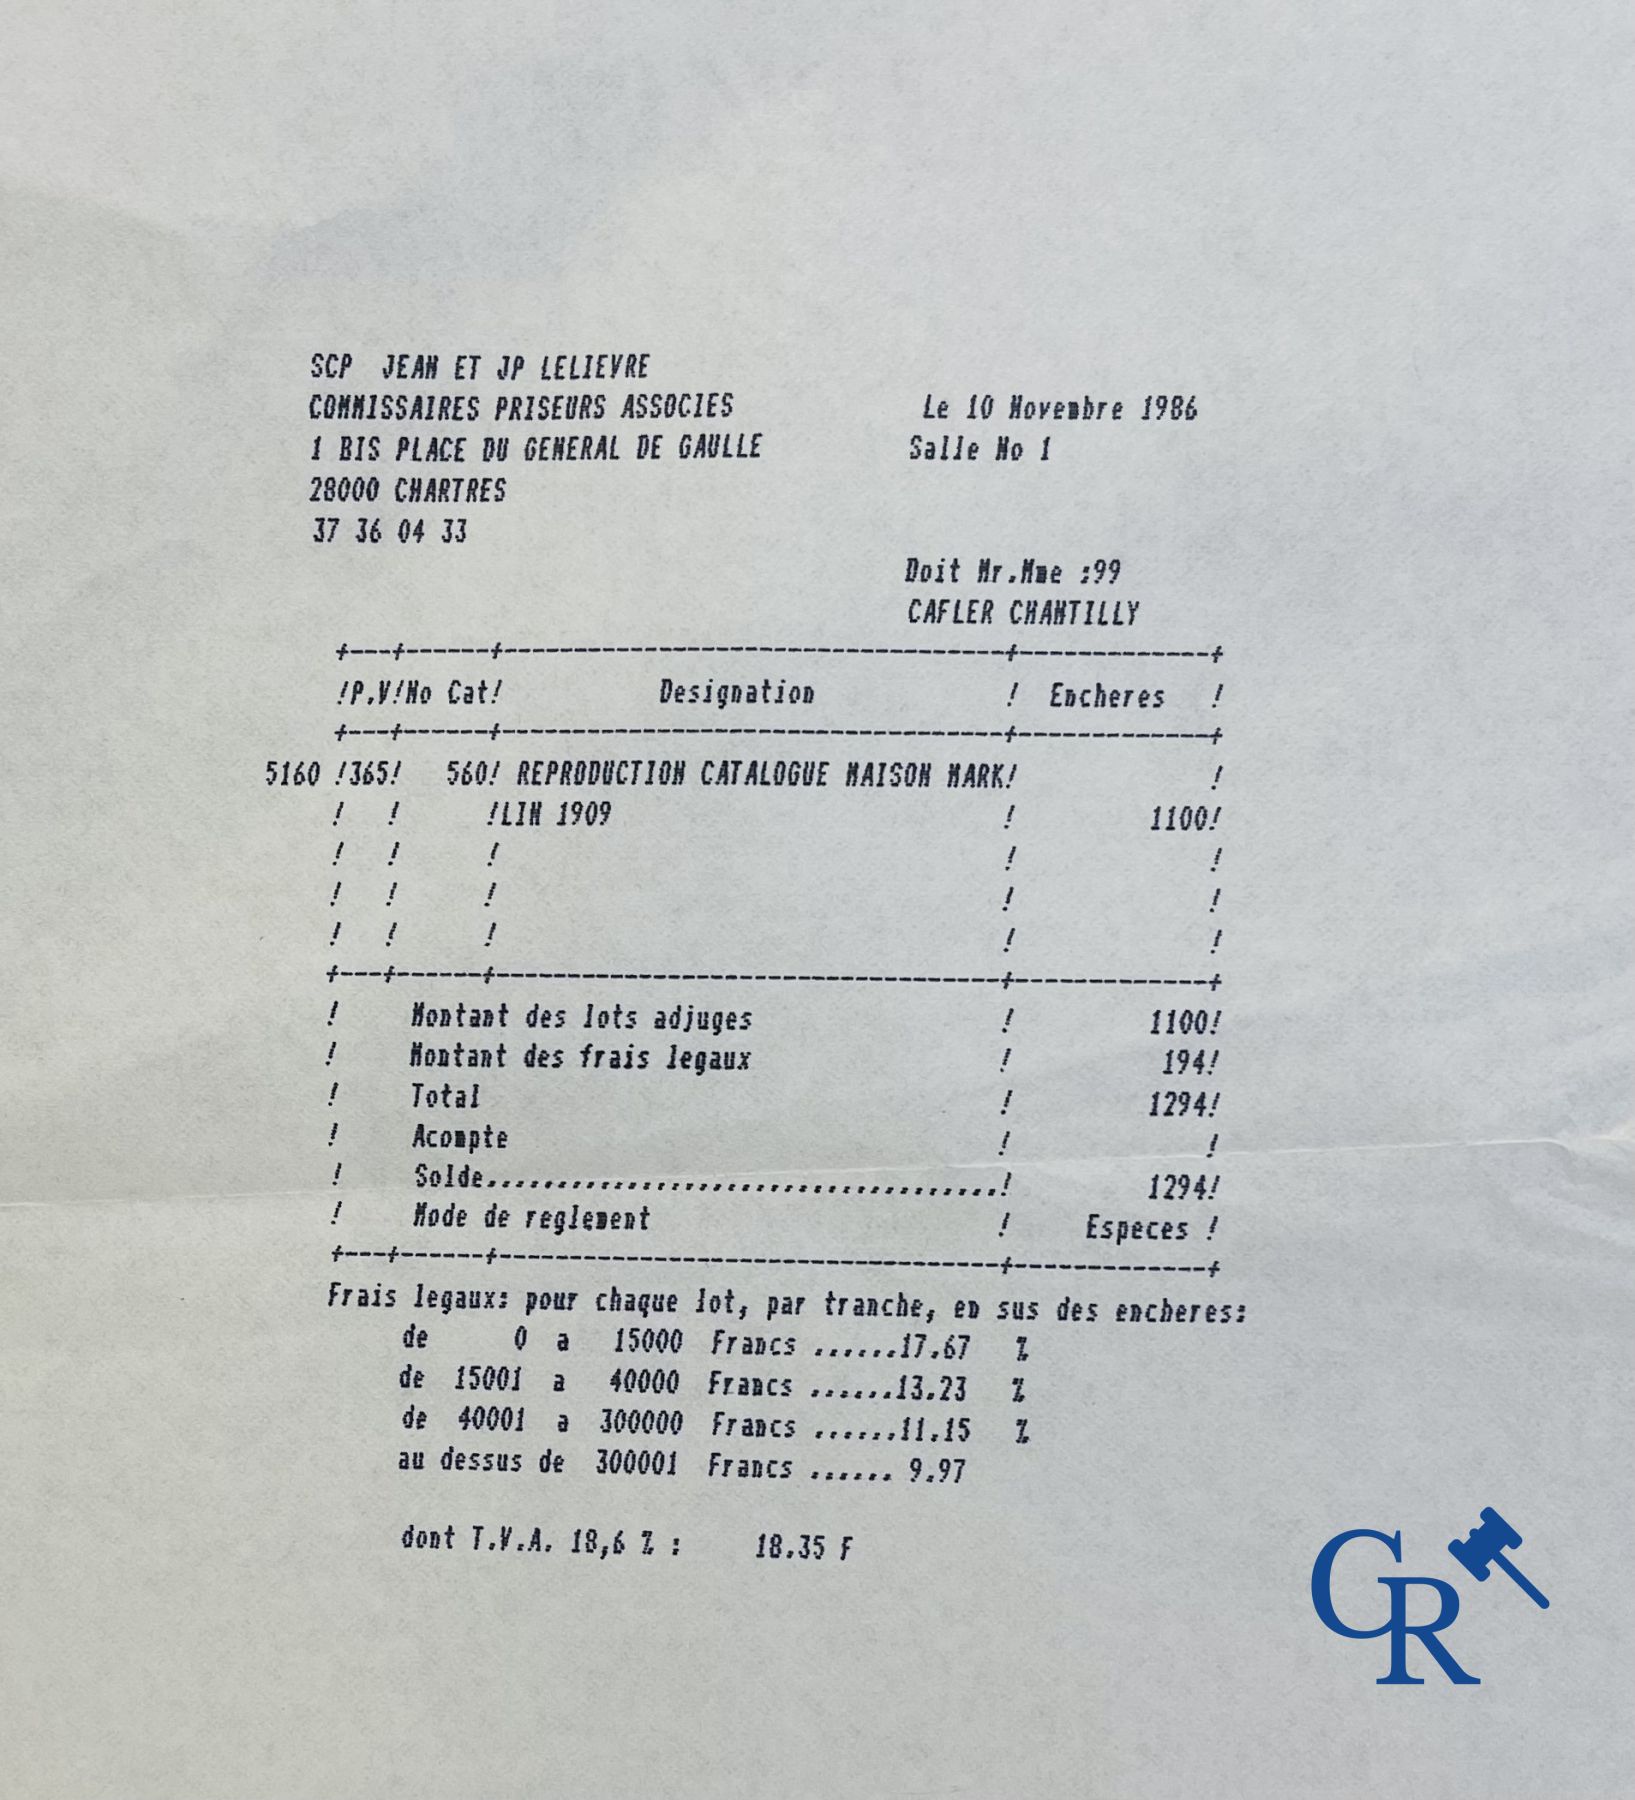 SCP JEAN ET JP LELIEVRE
COMMISSAIRES PRISEURS ASSOCIES Le 10 Novembre 1986
1 BIS PLACE DU GENERAL DE GAULLE Salle No 1
28000 CHARTRES
37 36 04 33
Doit Mr.Mme :99
CAFLER CHANTILLY
+---+------+-----------------------------------+-------------+
!P.V!No Cat! Designation ! Encheres !
+---+------+-----------------------------------+-------------+
5160 !365! 560! REPRODUCTION CATALOGUE MAISON MARK! !
! ! !LIN 1909 ! 1100!
! ! ! ! !
! ! ! ! !
! ! ! ! !
+---+------+-----------------------------------+-------------+
! Montant des lots adjuges ! 1100!
! Montant des frais legaux ! 194!
! Total ! 1294!
! Acompte ! !
! Solde....................................! 1294!
! Mode de reglement ! Especes !
+---+------+-----------------------------------+-------------+
Frais legaux: pour chaque lot, par tranche, en sus des encheres:
de 0 a 15000 Francs ......17.67 %
de 15001 a 40000 Francs ......13.23 %
de 40001 a 300000 Francs ......11.15 %
au dessus de 300001 Francs ...... 9.97
dont T.V.A. 18,6 % : 18.35 F
CR